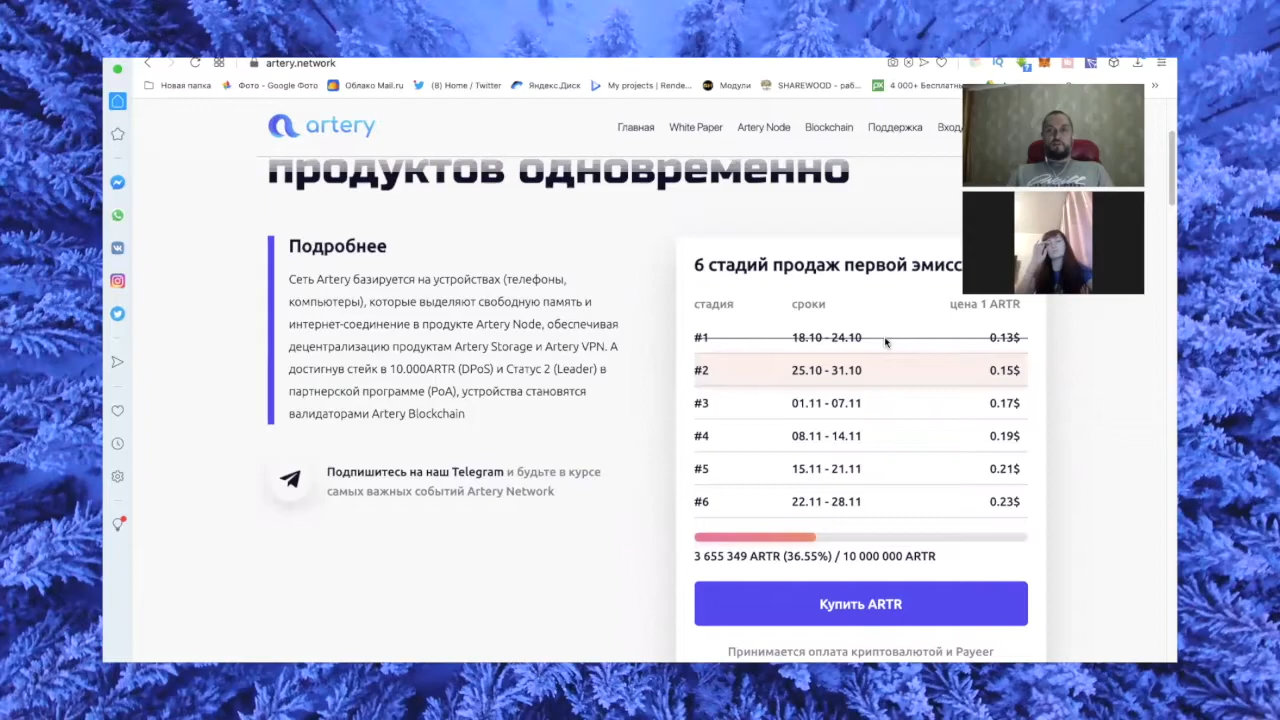 artery.network
Новая папка
Фото - Google Фото
Облако Mail.ru
(8) Home / Twitter
Яндекс.Диск
My projects | Rende...
Модули
SHAREWOOD - раб...
4 000+ Бесплатны
»
artery
Главная
White Paper
Artery Node
Blockchain
Поддержка
Вход
продуктов одновременно
Подробнее
Сеть Artery базируется на устройствах (телефоны,
компьютеры), которые выделяют свободную память и
интернет-соединение в продукте Artery Node, обеспечивая
децентрализацию продуктам Artery Storage и Artery VPN. А
достигнув стейк в 10.000ARTR (DPoS) и Статус 2 (Leader) в
партнерской программе (PoA), устройства становятся
валидаторами Artery Blockchain
Подпишитесь на наш Telegram и будьте в курсе
самых важных событий Artery Network
6 стадий продаж первой эмисс
стадия сроки цена 1 ARTR
#1 18.10 - 24.10 0.13$
#2 25.10 - 31.10 0.15$
#3 01.11 - 07.11 0.17$
#4 08.11 - 14.11 0.19$
#5 15.11 - 21.11 0.21$
#6 22.11 - 28.11 0.23$
3 655 349 ARTR (36.55%) / 10 000 000 ARTR
Купить ARTR
Принимается оплата криптовалютой и Payeer